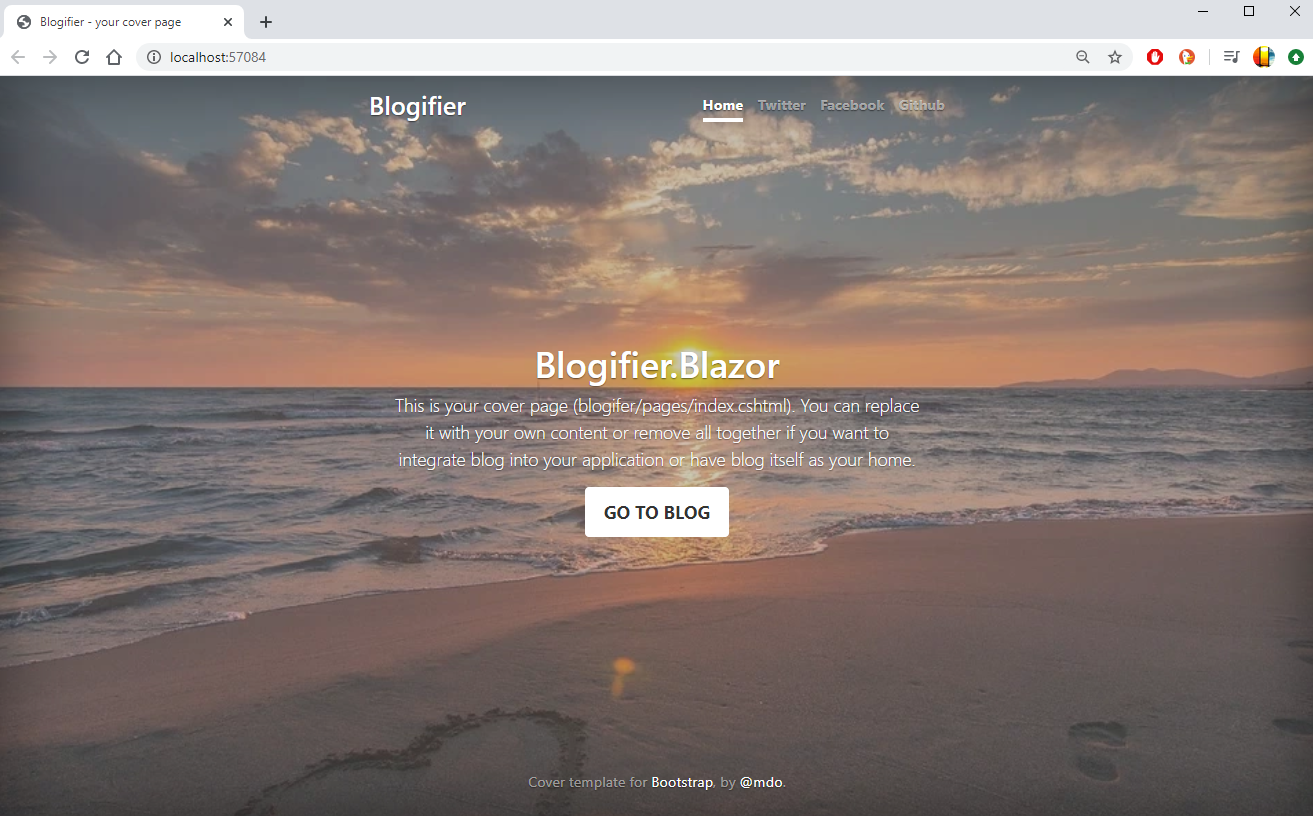 Blogifier - your cover page
localhost:57084
Blogifier
Home Twitter Facebook Github
Blogifier.Blazor
This is your cover page (blogifer/pages/index.cshtml). You can replace
it with your own content or remove all together if you want to
integrate blog into your application or have blog itself as your home.
GO TO BLOG
Cover template for Bootstrap, by @mdo.